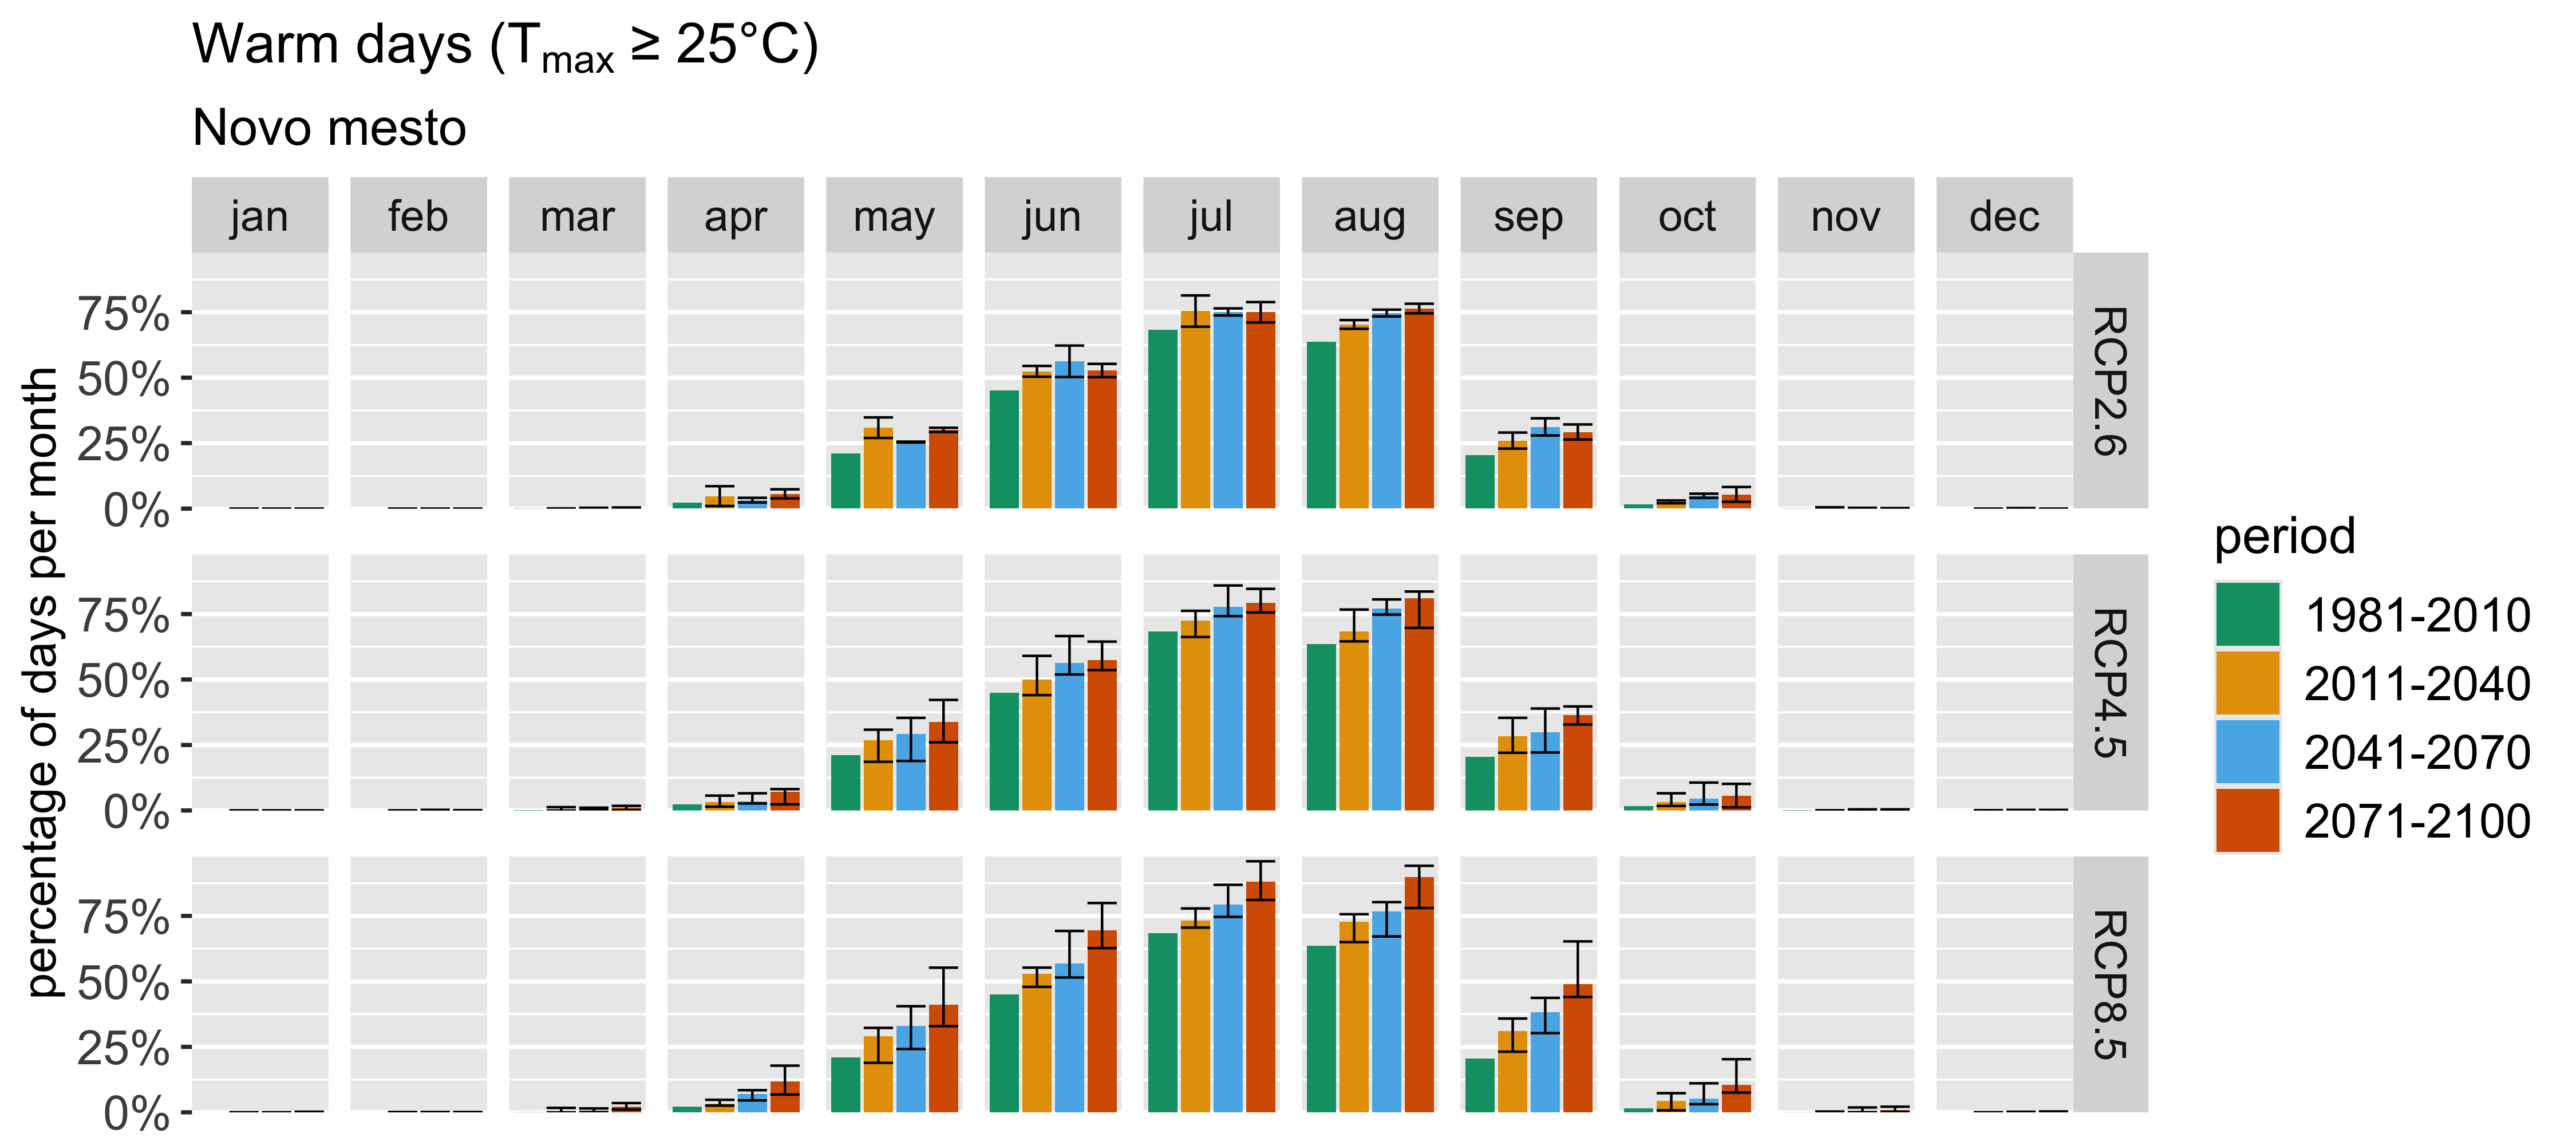 Warm days (Tmax ≥ 25°C)
Novo mesto
jan feb mar apr may jun jul aug sep oct nov dec
percentage of days per month
75%
50%
25%
0%
RCP2.6
75%
50%
25%
0%
RCP4.5
75%
50%
25%
0%
RCP8.5
period
1981-2010
2011-2040
2041-2070
2071-2100